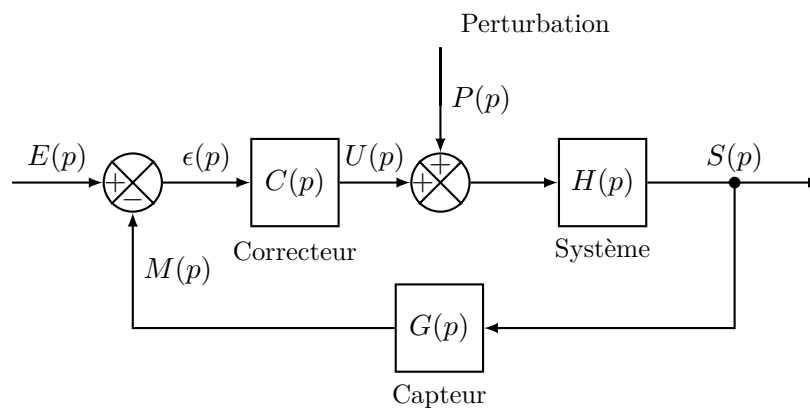 Perturbation
P(p)
E(p)
+
−
ϵ(p)
C(p)
Correcteur
U(p)
+
+
H(p)
Système
S(p)
M(p)
G(p)
Capteur